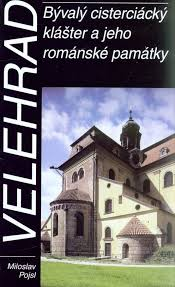 VELEHRAD
Bývalý cisterciácký
klášter a jeho
románské památky
Miloslav
Pojsl